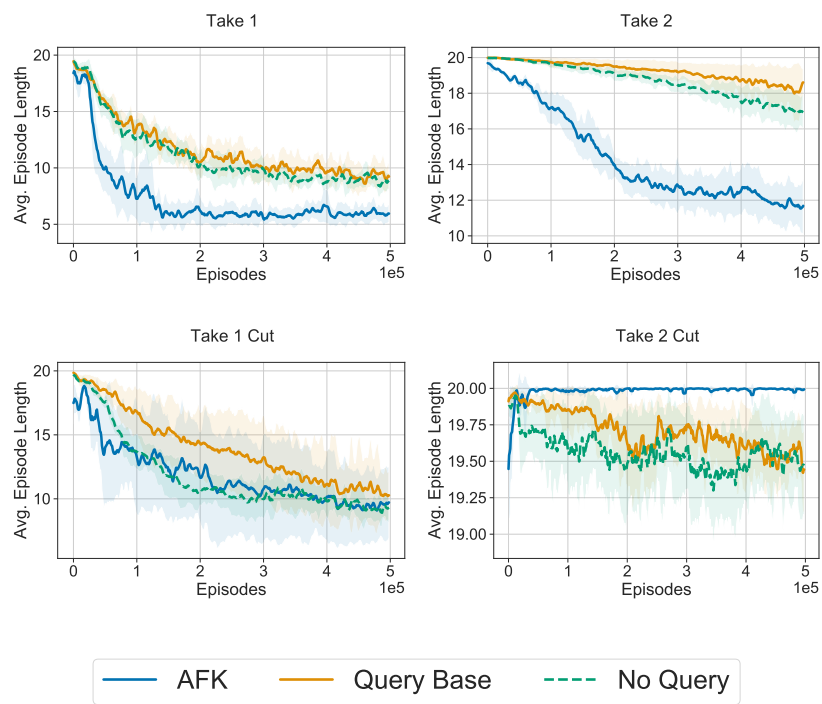 Take 1
Take 2
Avg. Episode Length
20
15
10
5
0
1
2
3
4
5
1e5
Episodes
Avg. Episode Length
20
18
16
14
12
10
0
1
2
3
4
5
1e5
Episodes
Take 1 Cut
Take 2 Cut
Avg. Episode Length
20
15
10
0
1
2
3
4
5
1e5
Episodes
Avg. Episode Length
20.00
19.75
19.50
19.25
19.00
0
1
2
3
4
5
1e5
Episodes
AFK
Query Base
No Query